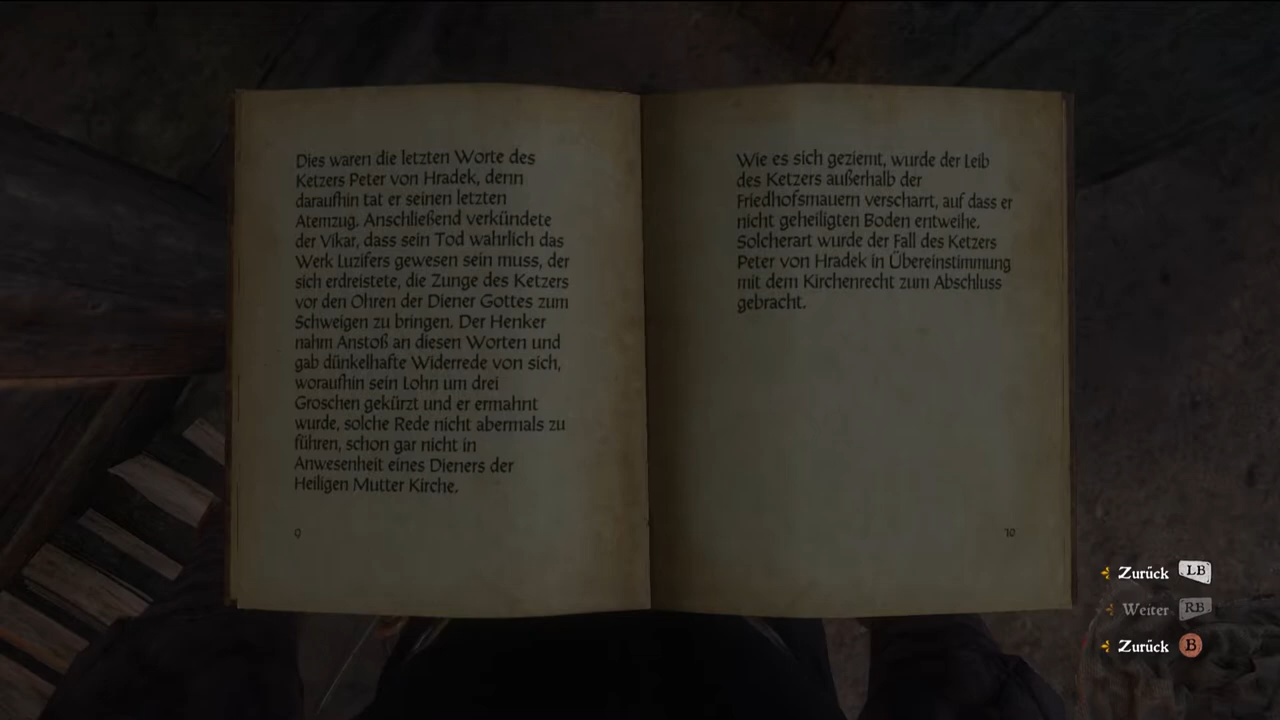 Dies waren die letzten Worte des
Ketzers Peter von Hradek, denn
daraufhin tat er seinen letzten
Atemzug. Anschließend verkündete
der Vikar, dass sein Tod wahrlich das
Werk Luzifers gewesen sein muss, der
sich erdreistete, die Zunge des Ketzers
vor den Ohren der Diener Gottes zum
Schweigen zu bringen. Der Henker
nahm Anstoß an diesen Worten und
gab dünkelhafte Widerrede von sich,
woraufhin sein Lohn um drei
Groschen gekürzt und er ermahnt
wurde, solche Rede nicht abermals zu
führen, schon gar nicht in
Anwesenheit eines Dieners der
Heiligen Mutter Kirche.
9
Wie es sich geziemt, wurde der Leib
des Ketzers außerhalb der
Friedhofsmauern verscharrt, auf dass er
nicht geheiligten Boden entweihe.
Solcherart wurde der Fall des Ketzers
Peter von Hradek in Übereinstimmung
mit dem Kirchenrecht zum Abschluss
gebracht.
10
Zurück LB
Weiter RB
Zurück B